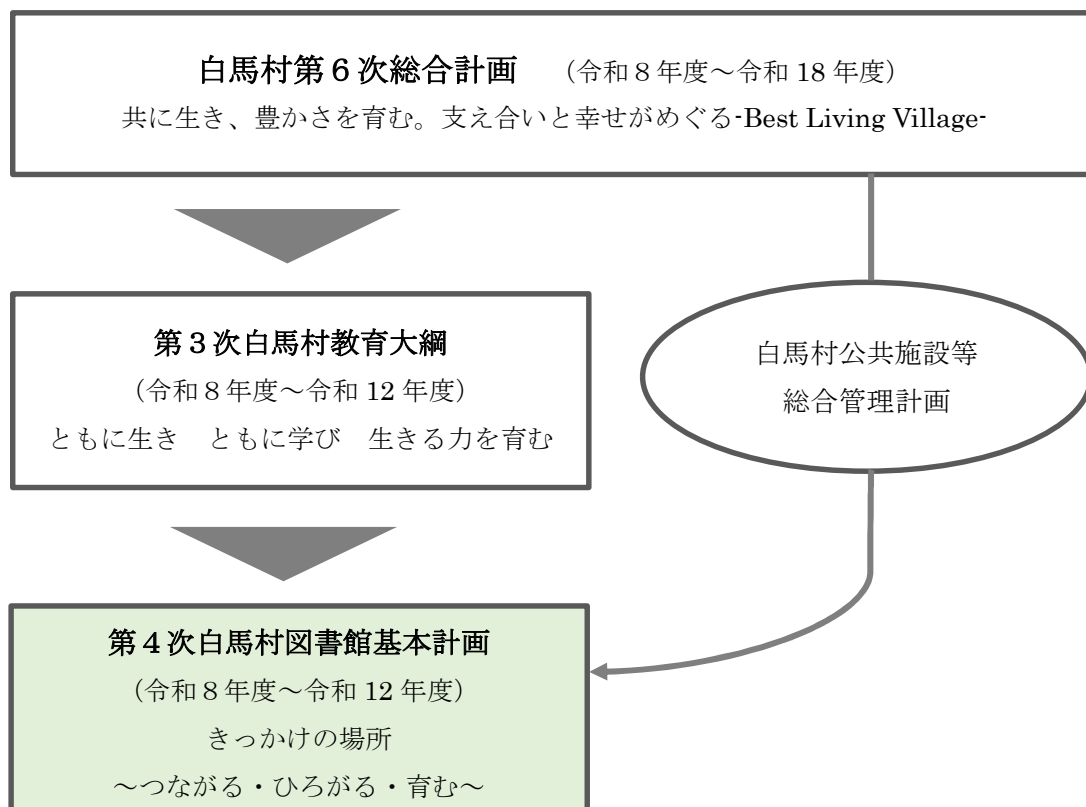 白馬村第６次総合計画　（令和８年度～令和 18 年度）
共に生き、豊かさを育む。支え合いと幸せがめぐる-Best Living Village-
第３次白馬村教育大綱
（令和８年度～令和 12 年度）
ともに生き　ともに学び　生きる力を育む
白馬村公共施設等
総合管理計画
第４次白馬村図書館基本計画
（令和８年度～令和 12 年度）
きっかけの場所
～つながる・ひろがる・育む～